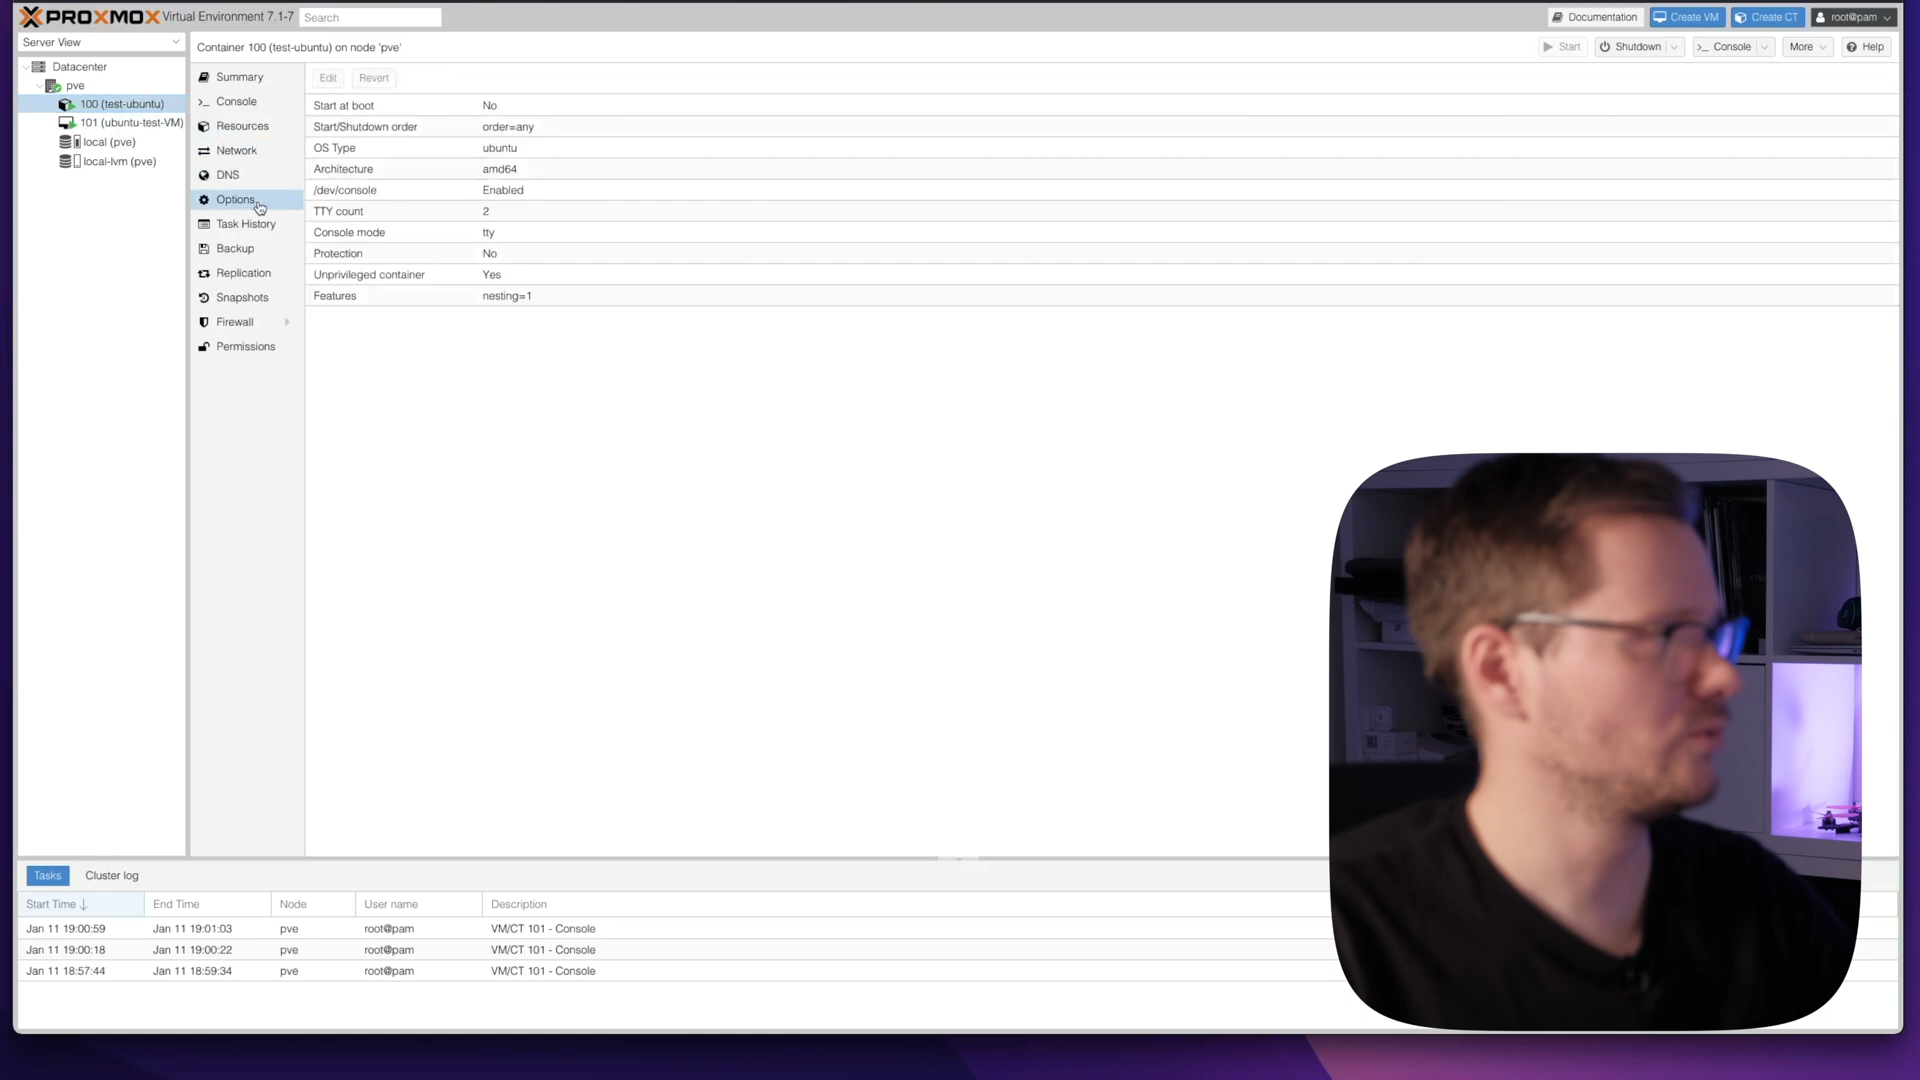 PROXMOX Virtual Environment 7.1-7 Search Documentation Create VM Create CT root@pam
Server View
Datacenter
pve
100 (test-ubuntu)
101 (ubuntu-test-VM)
local (pve)
local-lvm (pve)
Container 100 (test-ubuntu) on node 'pve' Start Shutdown Console More Help
Summary
Console
Resources
Network
DNS
Options
Task History
Backup
Replication
Snapshots
Firewall
Permissions
Edit Revert
Start at boot No
Start/Shutdown order order=any
OS Type ubuntu
Architecture amd64
/dev/console Enabled
TTY count 2
Console mode tty
Protection No
Unprivileged container Yes
Features nesting=1
Tasks Cluster log
Start Time End Time Node User name Description
Jan 11 19:00:59 Jan 11 19:01:03 pve root@pam VM/CT 101 - Console
Jan 11 19:00:18 Jan 11 19:00:22 pve root@pam VM/CT 101 - Console
Jan 11 18:57:44 Jan 11 18:59:34 pve root@pam VM/CT 101 - Console